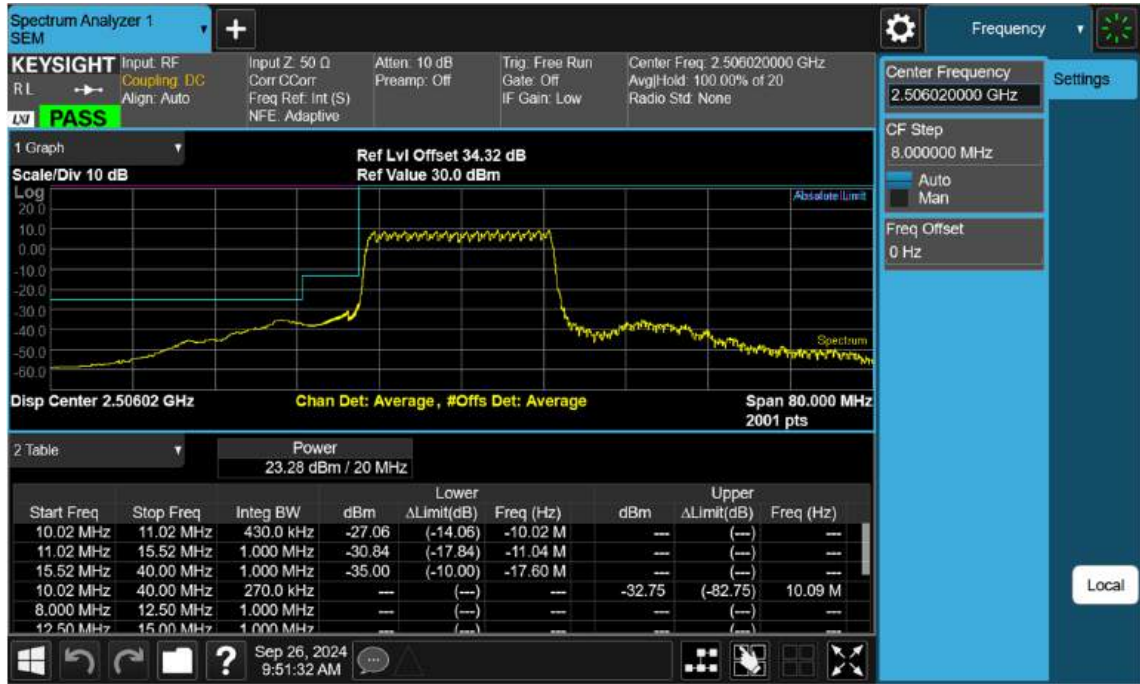 Spectrum Analyzer 1
SEM
Frequency
KEYSIGHT
R L
LXI PASS
Input: RF
Coupling: DC
Align: Auto
Input Z: 50 Ω
Corr CCorr
Freq Ref: Int (S)
NFE: Adaptive
Atten: 10 dB
Preamp: Off
Trig: Free Run
Gate: Off
IF Gain: Low
Center Freq: 2.506020000 GHz
Avg|Hold: 100.00% of 20
Radio Std: None
Center Frequency
2.506020000 GHz
Settings
CF Step
8.000000 MHz
Auto
Man
Freq Offset
0 Hz
Local
1 Graph
Scale/Div 10 dB
Ref Lvl Offset 34.32 dB
Ref Value 30.0 dBm
Log
Absolute Limit
20.0
10.0
0.00
-10.0
-20.0
-30.0
-40.0
-50.0
-60.0
Spectrum
Disp Center 2.50602 GHz
Chan Det: Average, #Offs Det: Average
Span 80.000 MHz
2001 pts
2 Table
Power
23.28 dBm / 20 MHz
Lower Upper
Start Freq Stop Freq Integ BW dBm ΔLimit(dB) Freq (Hz) dBm ΔLimit(dB) Freq (Hz)
10.02 MHz 11.02 MHz 430.0 kHz -27.06 (-14.06) -10.02 M --- (---) ---
11.02 MHz 15.52 MHz 1.000 MHz -30.84 (-17.84) -11.04 M --- (---) ---
15.52 MHz 40.00 MHz 1.000 MHz -35.00 (-10.00) -17.60 M --- (---) ---
10.02 MHz 40.00 MHz 270.0 kHz --- (---) --- -32.75 (-82.75) 10.09 M
8.000 MHz 12.50 MHz 1.000 MHz --- (---) --- --- (---) ---
12.50 MHz 15.00 MHz 1.000 MHz --- (---) --- --- (---) ---
Sep 26, 2024
9:51:32 AM